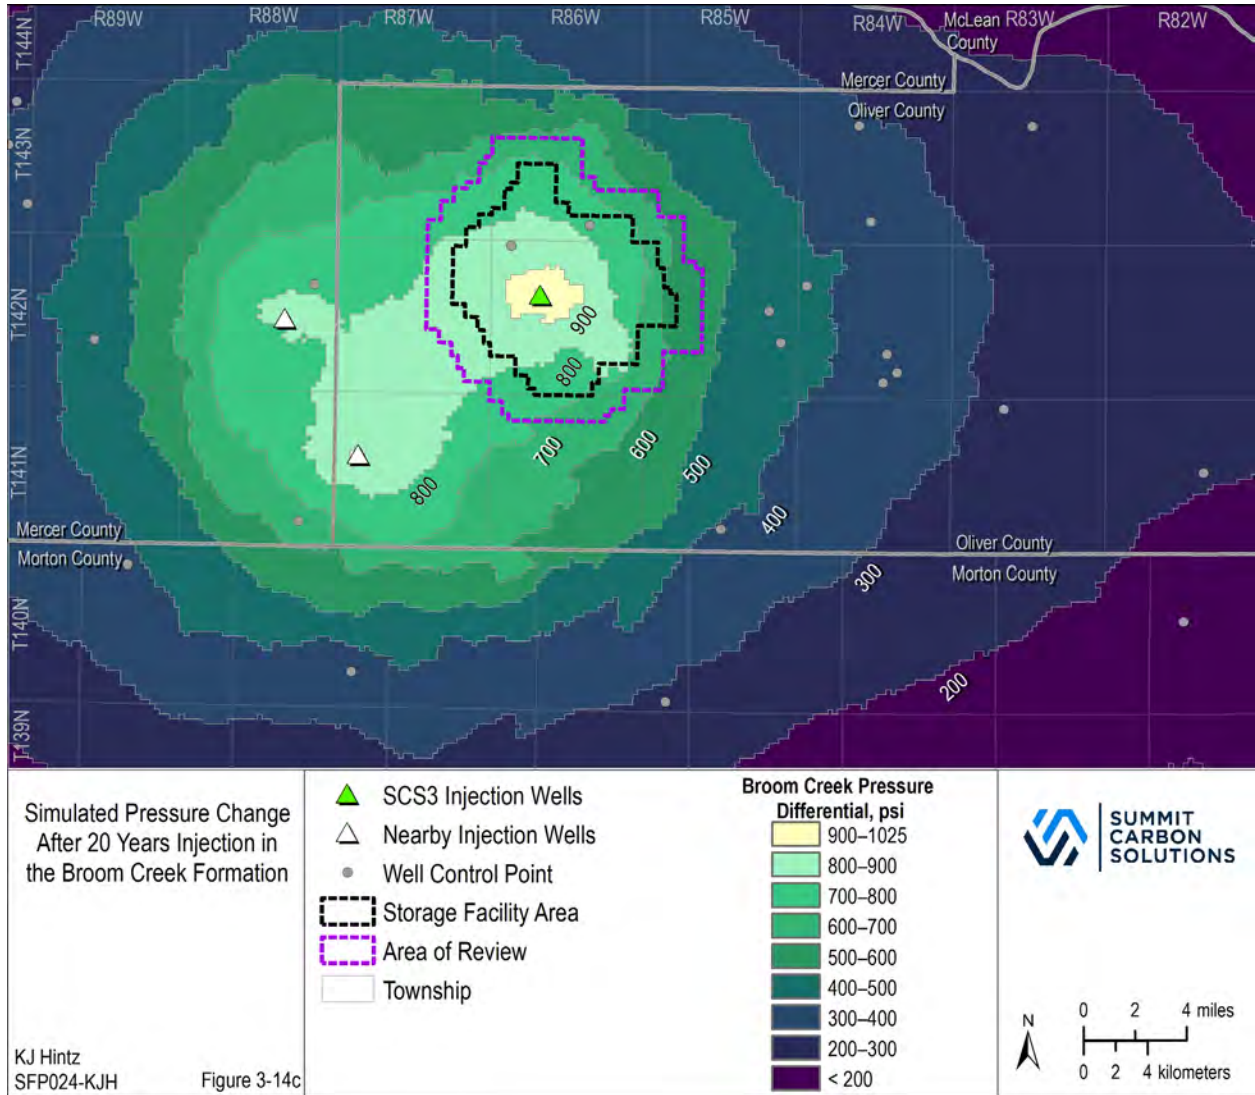 R89W
R88W
R87W
R86W
R85W
R84W
McLean
County
R83W
R82W
T144N
Mercer County
Oliver County
T143N
T142N
900
800
700
600
500
T141N
800
400
Mercer County
Morton County
Oliver County
Morton County
300
T140N
200
T139N
Simulated Pressure Change
After 20 Years Injection in
the Broom Creek Formation
KJ Hintz
SFP024-KJH
Figure 3-14c
SCS3 Injection Wells
Nearby Injection Wells
Well Control Point
Storage Facility Area
Area of Review
Township
Broom Creek Pressure
Differential, psi
900–1025
800–900
700–800
600–700
500–600
400–500
300–400
200–300
< 200
SUMMIT
CARBON
SOLUTIONS
N
0 2 4 miles
0 2 4 kilometers